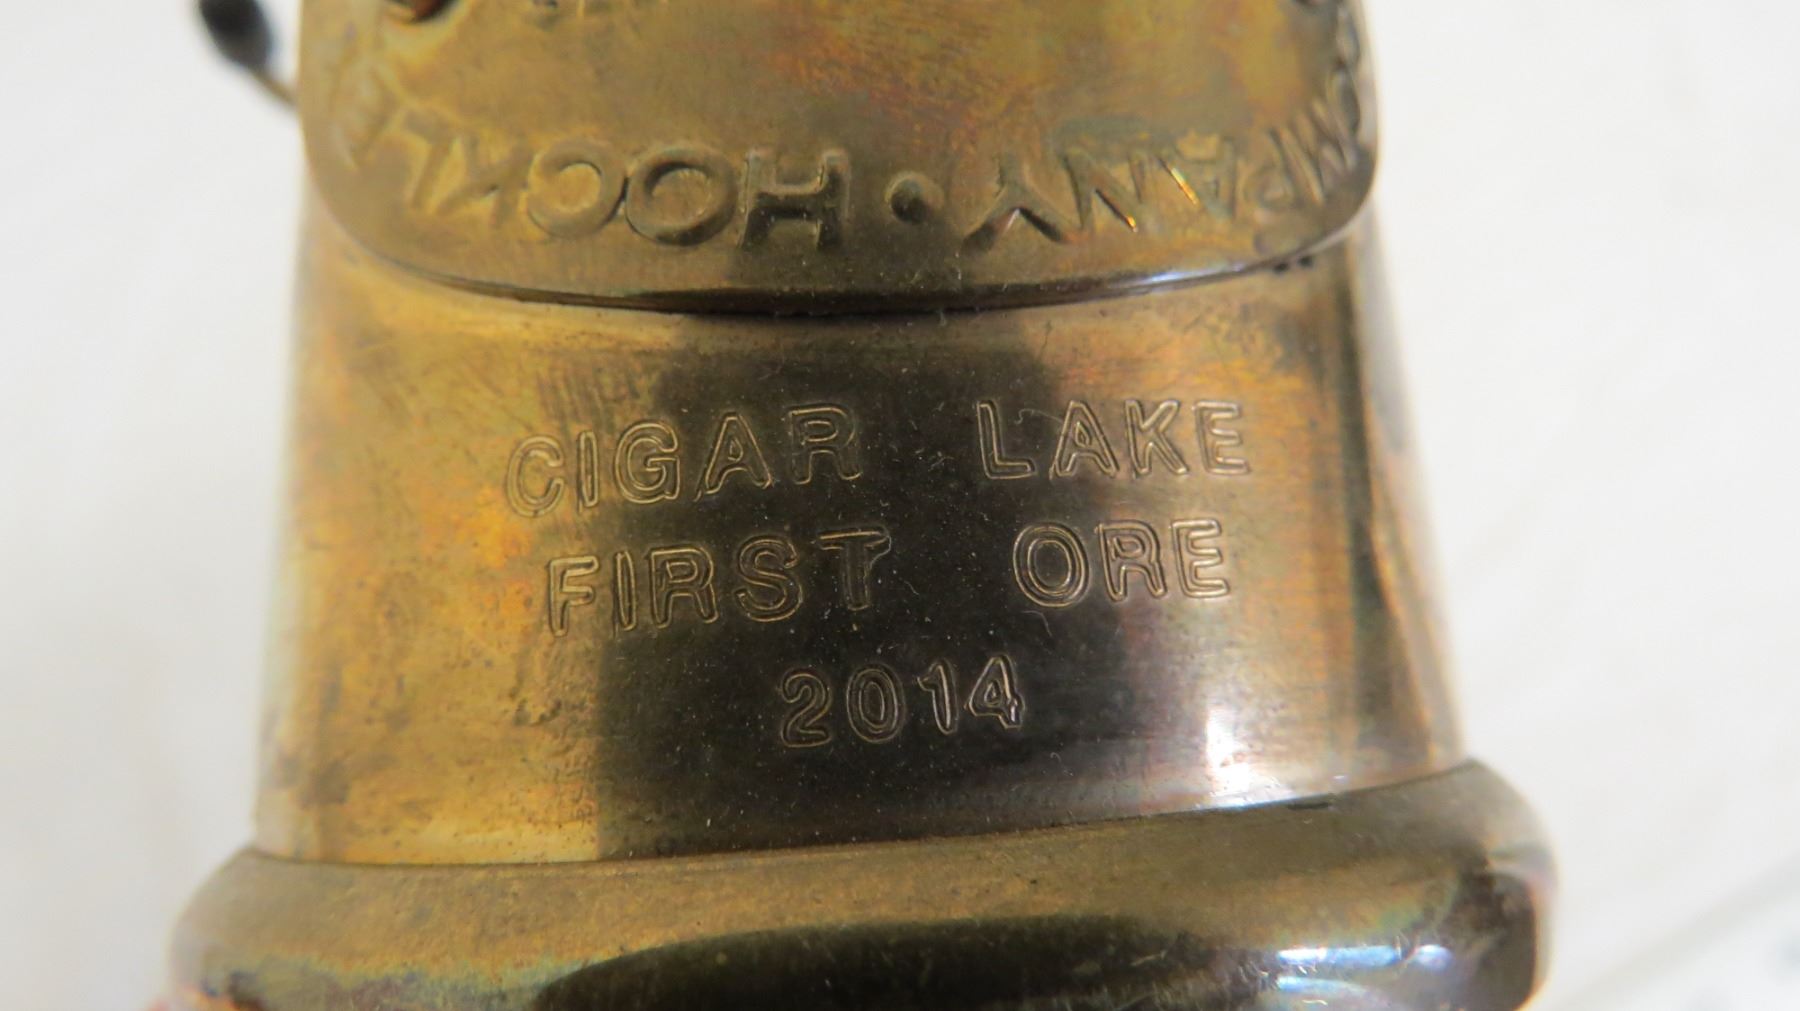 COMPANY • HOCKLEY
CIGAR LAKE
FIRST ORE
2014